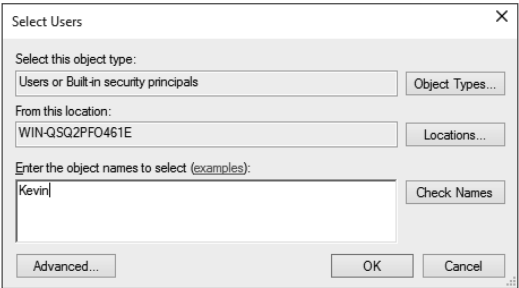 Select Users
Select this object type:
Users or Built-in security principals
Object Types...
From this location:
WIN-QSQ2PFO461E
Locations...
Enter the object names to select (examples):
Kevin
Check Names
Advanced...
OK
Cancel